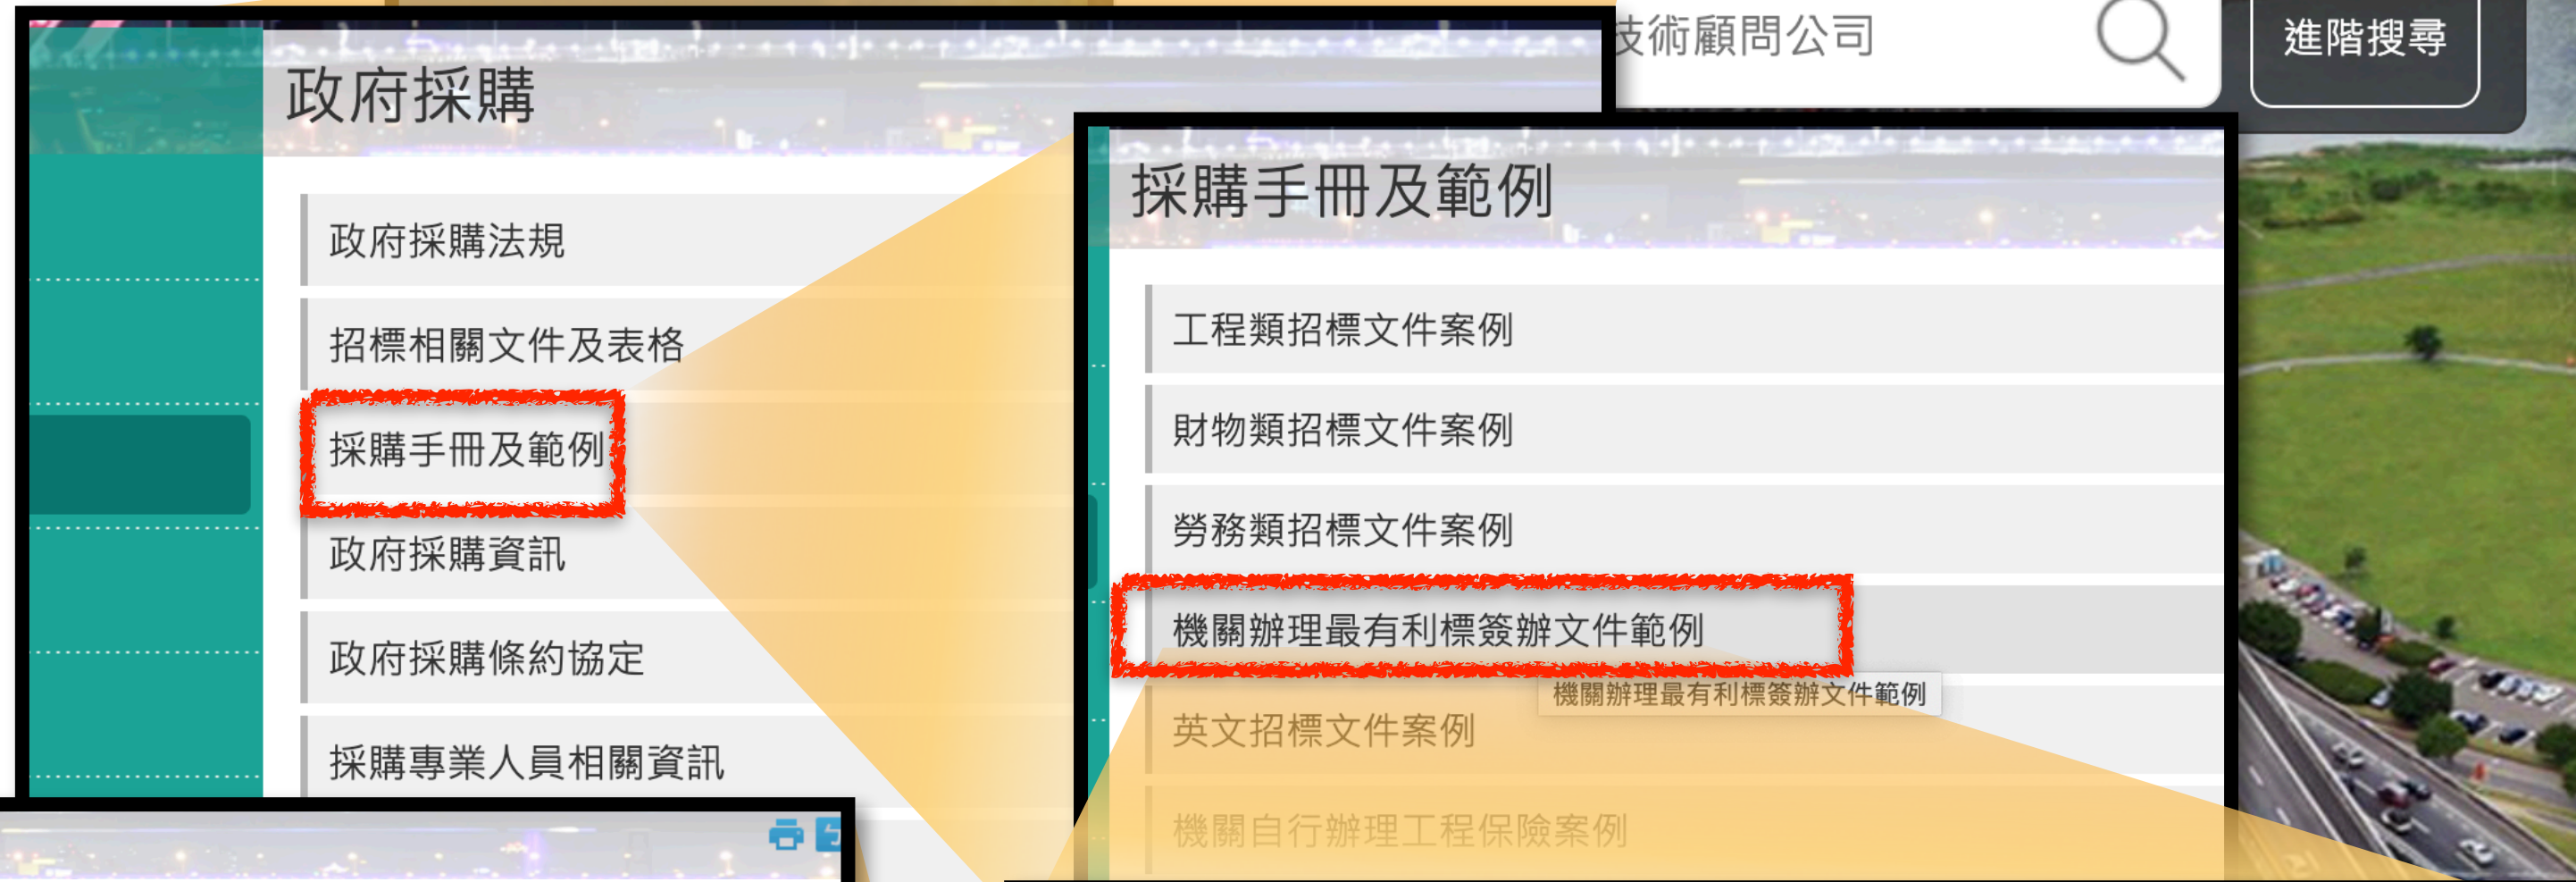 技術顧問公司
進階搜尋
政府採購
政府採購法規
招標相關文件及表格
採購手冊及範例
政府採購資訊
政府採購條約協定
採購專業人員相關資訊
採購手冊及範例
工程類招標文件案例
財物類招標文件案例
勞務類招標文件案例
機關辦理最有利標簽辦文件範例
機關辦理最有利標簽辦文件範例
英文招標文件案例
機關自行辦理工程保險案例